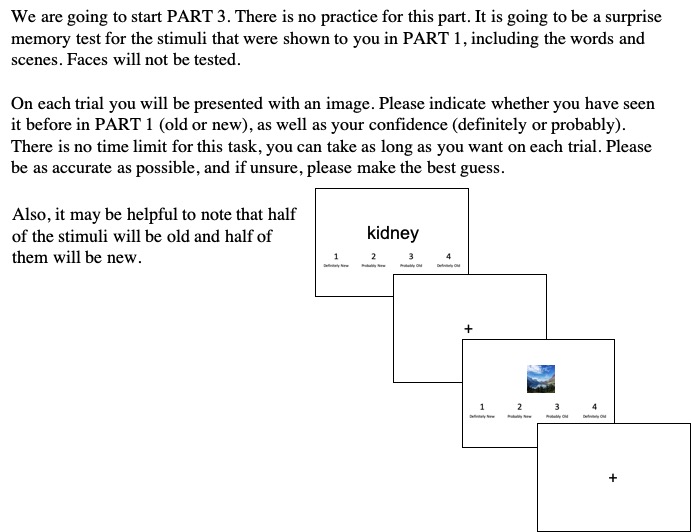 We are going to start PART 3. There is no practice for this part. It is going to be a surprise
memory test for the stimuli that were shown to you in PART 1, including the words and
scenes. Faces will not be tested.
On each trial you will be presented with an image. Please indicate whether you have seen
it before in PART 1 (old or new), as well as your confidence (definitely or probably).
There is no time limit for this task, you can take as long as you want on each trial. Please
be as accurate as possible, and if unsure, please make the best guess.
Also, it may be helpful to note that half
of the stimuli will be old and half of
them will be new.
kidney
1 2 3 4
Definitely New Probably New Probably Old Definitely Old
+
1 2 3 4
Definitely New Probably New Probably Old Definitely Old
+